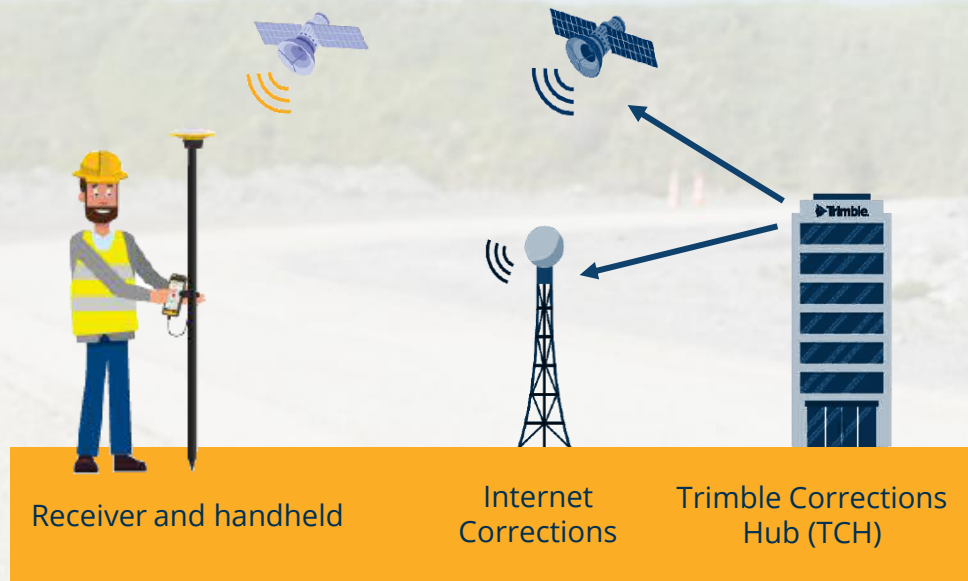 Trimble.
Receiver and handheld
Internet
Corrections
Trimble Corrections
Hub (TCH)